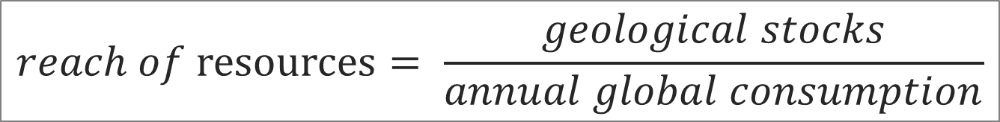 reach of resources = geological stocks / annual global consumption